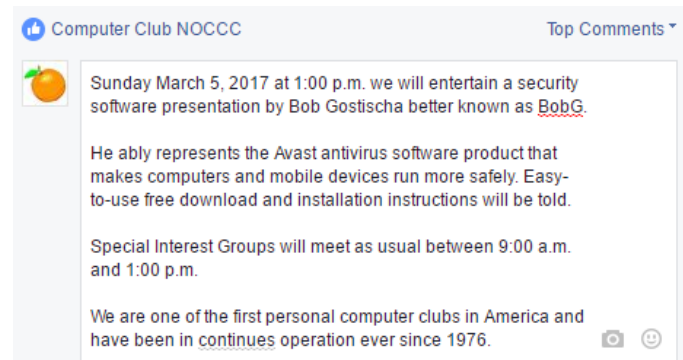 Computer Club NOCCC
Top Comments
Sunday March 5, 2017 at 1:00 p.m. we will entertain a security
software presentation by Bob Gostischa better known as BobG.
He ably represents the Avast antivirus software product that
makes computers and mobile devices run more safely. Easy-
to-use free download and installation instructions will be told.
Special Interest Groups will meet as usual between 9:00 a.m.
and 1:00 p.m.
We are one of the first personal computer clubs in America and
have been in continues operation ever since 1976.